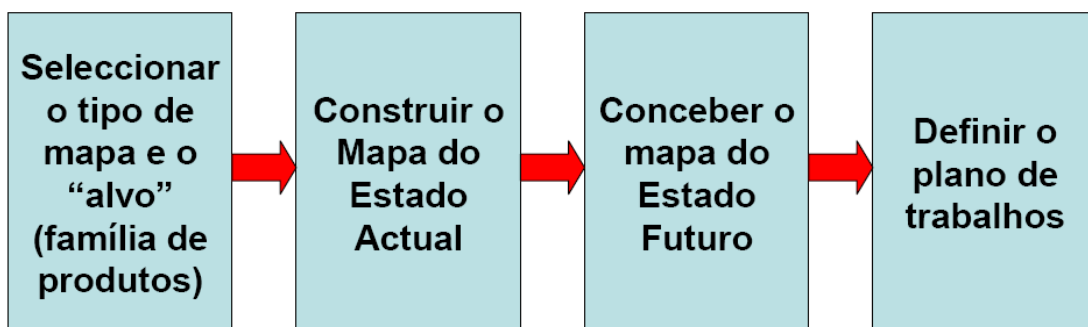 Seleccionar
o tipo de
mapa e o
“alvo”
(família de
produtos)
Construir o
Mapa do
Estado
Actual
Conceber o
mapa do
Estado
Futuro
Definir o
plano de
trabalhos